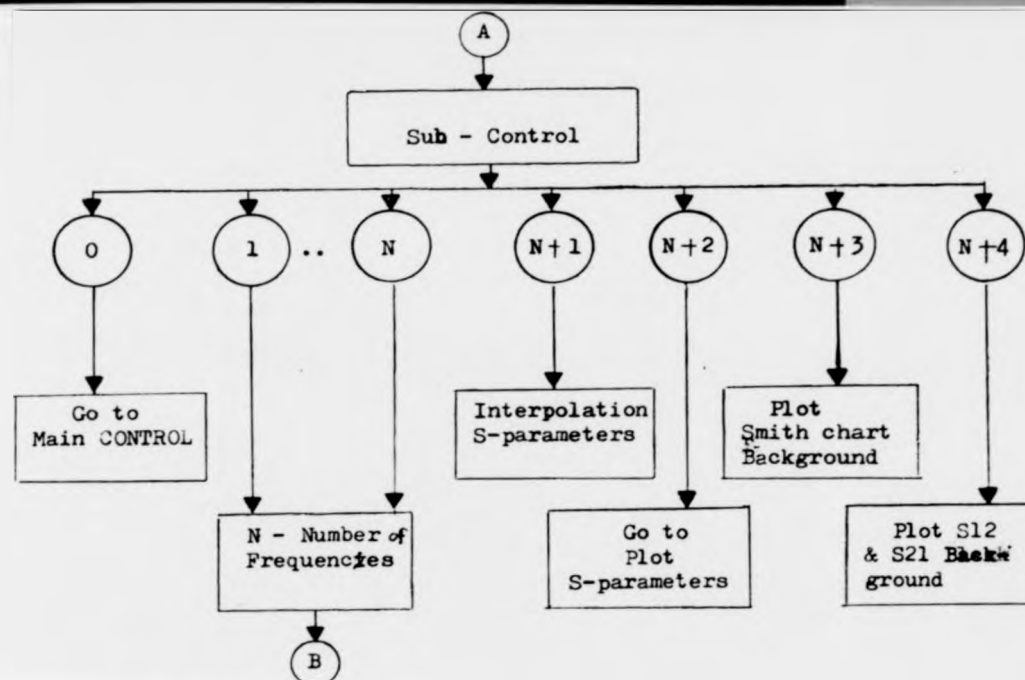 A
Sub - Control
0 1 .. N N+1 N+2 N+3 N+4
Go to
Main CONTROL
Interpolation
S-parameters
Plot
Smith chart
Background
N - Number of
Frequencies
Go to
Plot
S-parameters
Plot S12
& S21 Back-
ground
B